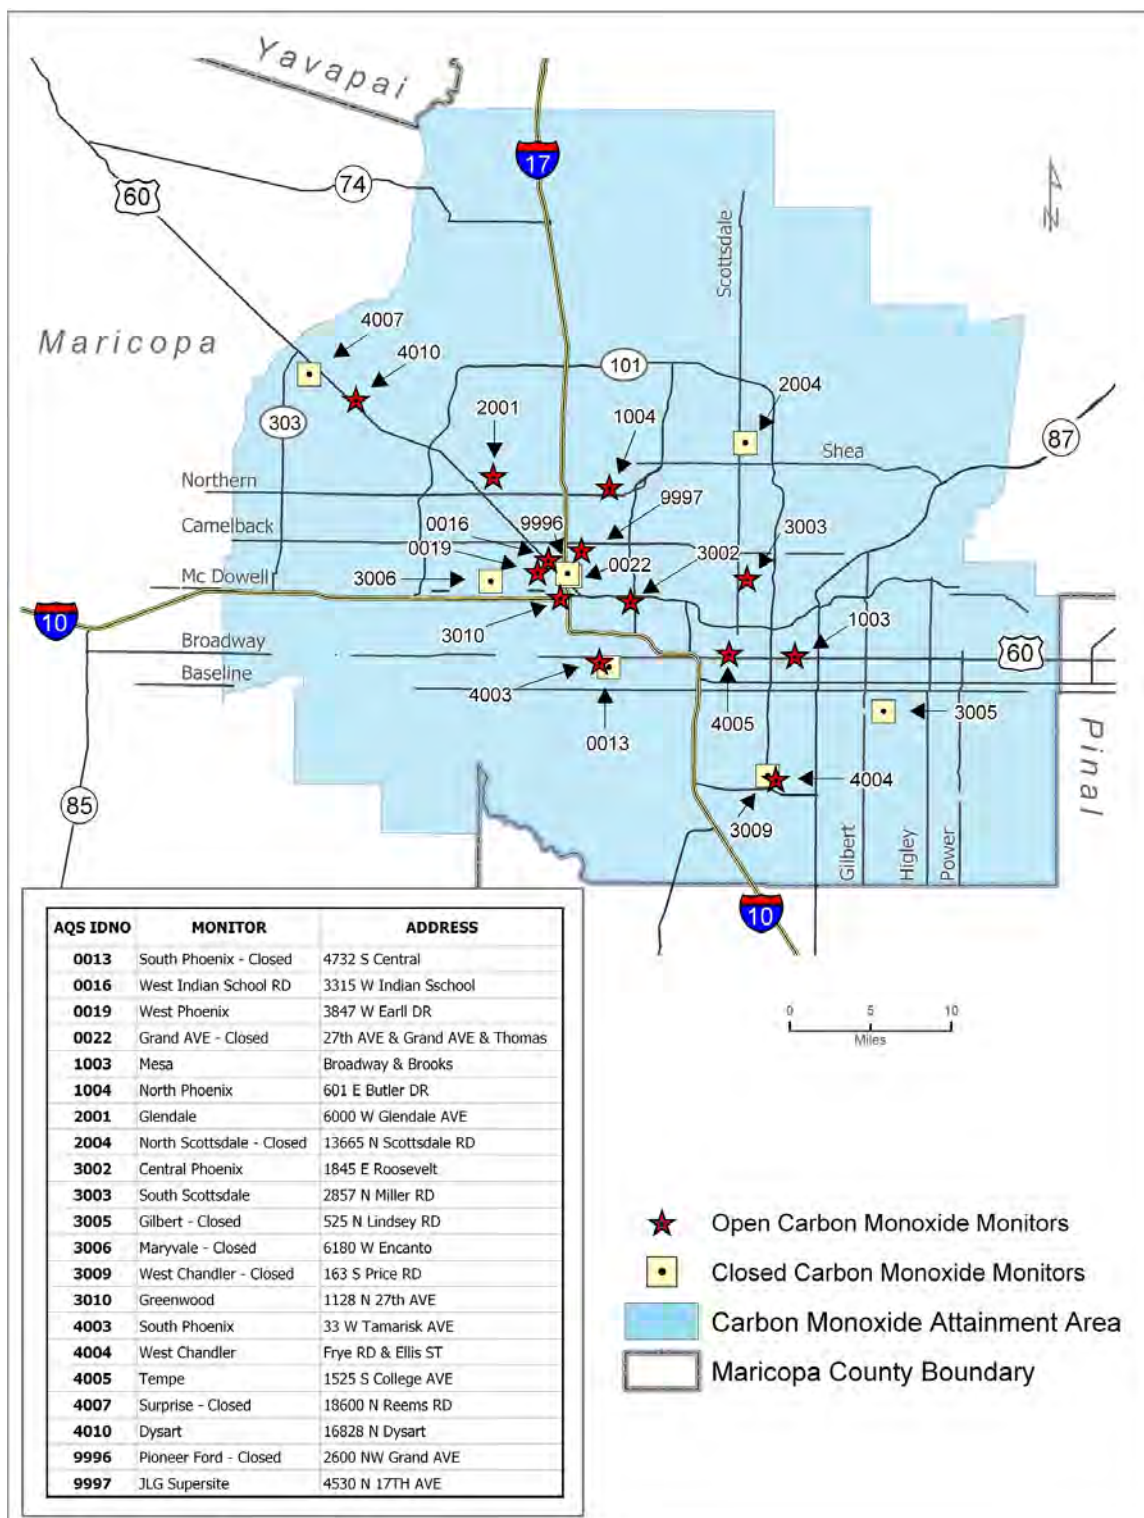 Yavapai
17
74
60
Scottsdale
4007
Maricopa
4010
101
2004
303
2001
1004
87
Shea
Northern
9997
Camelback
0016
9996
3003
0019
3002
3006
0022
Mc Dowell
10
3010
1003
Broadway
60
Baseline
4003
4005
3005
0013
Pinal
4004
85
3009
Gilbert
Higley
Power
10
N
0 5 10
Miles
AQS IDNO MONITOR ADDRESS
0013 South Phoenix - Closed 4732 S Central
0016 West Indian School RD 3315 W Indian Sschool
0019 West Phoenix 3847 W Earll DR
0022 Grand AVE - Closed 27th AVE & Grand AVE & Thomas
1003 Mesa Broadway & Brooks
1004 North Phoenix 601 E Butler DR
2001 Glendale 6000 W Glendale AVE
2004 North Scottsdale - Closed 13665 N Scottsdale RD
3002 Central Phoenix 1845 E Roosevelt
3003 South Scottsdale 2857 N Miller RD
3005 Gilbert - Closed 525 N Lindsey RD
3006 Maryvale - Closed 6180 W Encanto
3009 West Chandler - Closed 163 S Price RD
3010 Greenwood 1128 N 27th AVE
4003 South Phoenix 33 W Tamarisk AVE
4004 West Chandler Frye RD & Ellis ST
4005 Tempe 1525 S College AVE
4007 Surprise - Closed 18600 N Reems RD
4010 Dysart 16828 N Dysart
9996 Pioneer Ford - Closed 2600 NW Grand AVE
9997 JLG Supersite 4530 N 17TH AVE
Open Carbon Monoxide Monitors
Closed Carbon Monoxide Monitors
Carbon Monoxide Attainment Area
Maricopa County Boundary